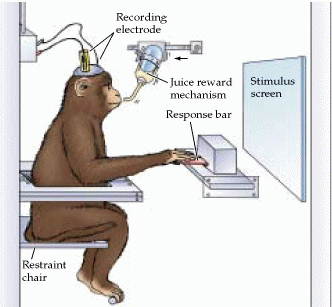 Recording
electrode
Juice reward
mechanism
Response bar
Stimulus
screen
Restraint
chair